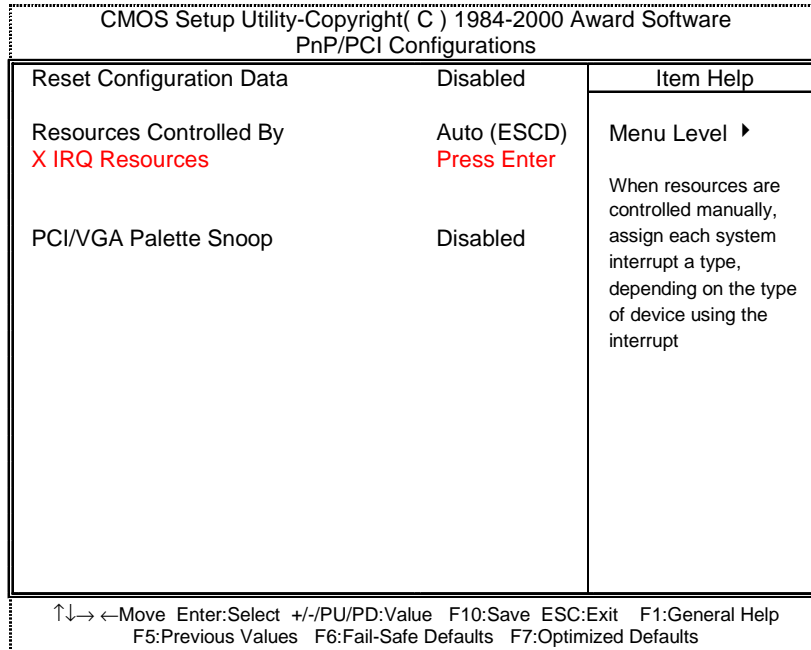 CMOS Setup Utility-Copyright( C ) 1984-2000 Award Software
PnP/PCI Configurations
Reset Configuration Data Disabled
Resources Controlled By Auto (ESCD)
X IRQ Resources Press Enter
PCI/VGA Palette Snoop Disabled
Item Help
Menu Level ▶
When resources are
controlled manually,
assign each system
interrupt a type,
depending on the type
of device using the
interrupt
↑↓→ ←Move Enter:Select +/-/PU/PD:Value F10:Save ESC:Exit F1:General Help
F5:Previous Values F6:Fail-Safe Defaults F7:Optimized Defaults